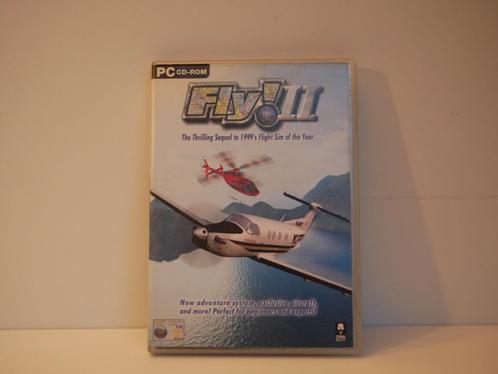 PC CD-ROM
Fly! II
The Thrilling Sequel to 1999's Flight Sim of the Year
New adventure system, exclusive aircraft,
and more! Perfect for beginners and experts!